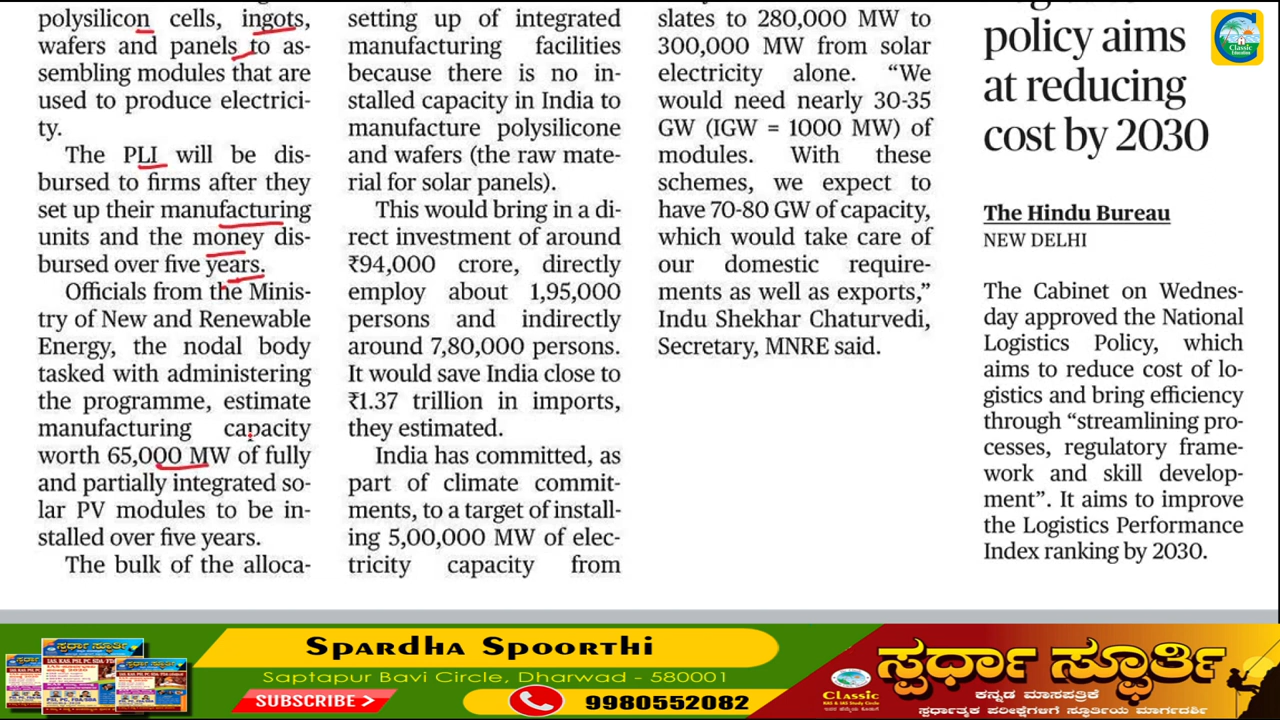 polysilicon cells, ingots,
wafers and panels to as-
sembling modules that are
used to produce electrici-
ty.
The PLI will be dis-
bursed to firms after they
set up their manufacturing
units and the money dis-
bursed over five years.
Officials from the Minis-
try of New and Renewable
Energy, the nodal body
tasked with administering
the programme, estimate
manufacturing capacity
worth 65,000 MW of fully
and partially integrated so-
lar PV modules to be in-
stalled over five years.
The bulk of the alloca-
setting up of integrated
manufacturing facilities
because there is no in-
stalled capacity in India to
manufacture polysilicone
and wafers (the raw mate-
rial for solar panels).
This would bring in a di-
rect investment of around
₹94,000 crore, directly
employ about 1,95,000
persons and indirectly
around 7,80,000 persons.
It would save India close to
₹1.37 trillion in imports,
they estimated.
India has committed, as
part of climate commit-
ments, to a target of install-
ing 5,00,000 MW of elec-
tricity capacity from
slates to 280,000 MW to
300,000 MW from solar
electricity alone. “We
would need nearly 30-35
GW (IGW = 1000 MW) of
modules. With these
schemes, we expect to
have 70-80 GW of capacity,
which would take care of
our domestic require-
ments as well as exports,”
Indu Shekhar Chaturvedi,
Secretary, MNRE said.
policy aims
at reducing
cost by 2030
The Hindu Bureau
NEW DELHI
The Cabinet on Wednes-
day approved the National
Logistics Policy, which
aims to reduce cost of lo-
gistics and bring efficiency
through “streamlining pro-
cesses, regulatory frame-
work and skill develop-
ment”. It aims to improve
the Logistics Performance
Index ranking by 2030.
Classic
Education
Spardha Spoorthi
Saptapur Bavi Circle, Dharwad - 580001
SUBSCRIBE >
9980552082
ಸ್ಪರ್ಧಾ ಸ್ಫೂರ್ತಿ
ಕನ್ನಡ ಮಾಸಪತ್ರಿಕೆ
ಸ್ಪರ್ಧಾತ್ಮಕ ಪರೀಕ್ಷೆಗಳಿಗೆ ಸ್ಫೂರ್ತಿಯ ಮಾರ್ಗದರ್ಶಿ
Classic
KAS & IAS Study Circle